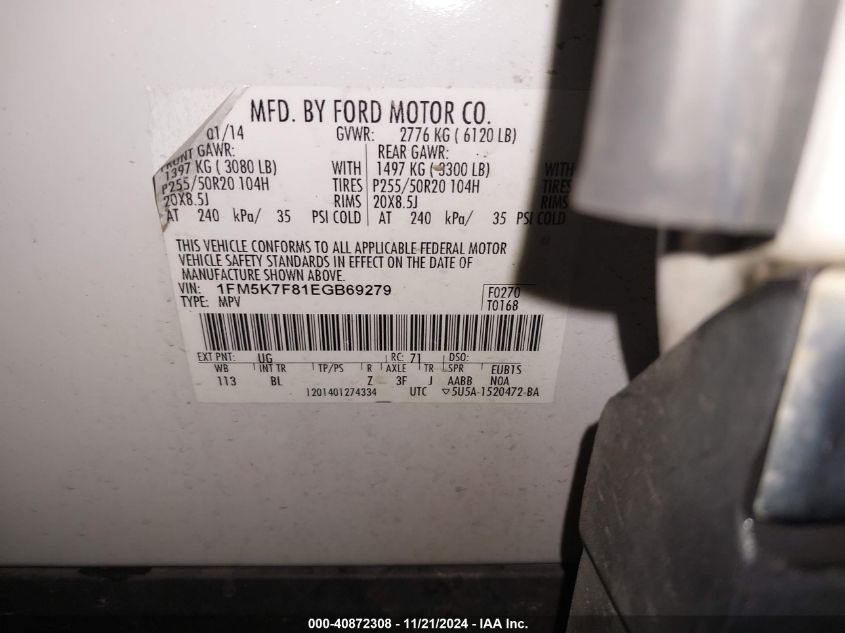 MFD. BY FORD MOTOR CO.
01/14 GVWR: 2776 KG ( 6120 LB)
FRONT GAWR: REAR GAWR:
1397 KG ( 3080 LB) WITH 1497 KG ( 3300 LB) WITH
P255/50R20 104H TIRES P255/50R20 104H TIRES
20X8.5J RIMS 20X8.5J RIMS
AT 240 kPa/ 35 PSI COLD AT 240 kPa/ 35 PSI COLD
THIS VEHICLE CONFORMS TO ALL APPLICABLE FEDERAL MOTOR
VEHICLE SAFETY STANDARDS IN EFFECT ON THE DATE OF
MANUFACTURE SHOWN ABOVE.
VIN: 1FM5K7F81EGB69279 F0270
TYPE: MPV T0168
EXT PNT: UG RC: 71 DSO:
WB INT TR TP/PS R AXLE TR SPR EUB1S
113 BL Z 3F J AABB N0A
1201401274334 UTC ▽5U5A-1520472-BA
000-40872308 - 11/21/2024 - IAA Inc.